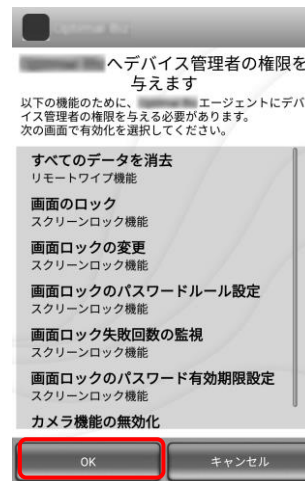 へデバイス管理者の権限を
与えます
以下の機能のために、 エージェントにデバ
イス管理者の権限を与える必要があります。
次の画面で有効化を選択してください。
すべてのデータを消去
リモートワイプ機能
画面のロック
スクリーンロック機能
画面ロックの変更
スクリーンロック機能
画面ロックのパスワードルール設定
スクリーンロック機能
画面ロック失敗回数の監視
スクリーンロック機能
画面ロックのパスワード有効期限設定
スクリーンロック機能
カメラ機能の無効化
OK
キャンセル